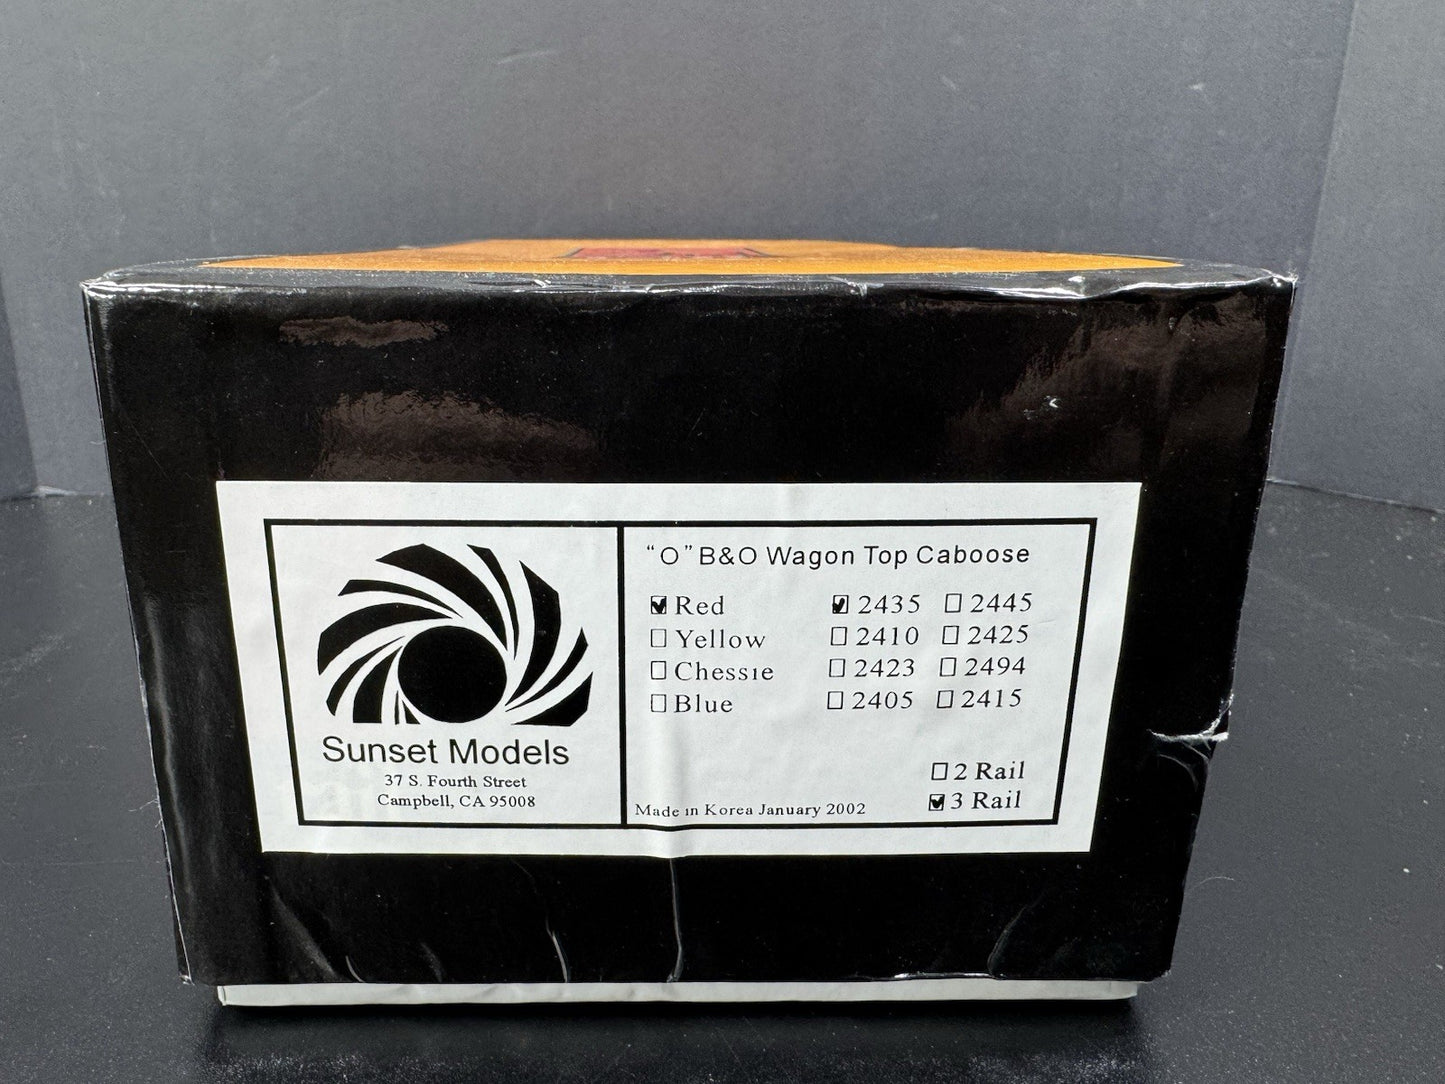 Sunset Models
37 S. Fourth Street
Campbell, CA 95008
“O” B&O Wagon Top Caboose
☑ Red ☑ 2435 ☐ 2445
☐ Yellow ☐ 2410 ☐ 2425
☐ Chessie ☐ 2423 ☐ 2494
☐ Blue ☐ 2405 ☐ 2415
☐ 2 Rail
Made in Korea January 2002 ☑ 3 Rail